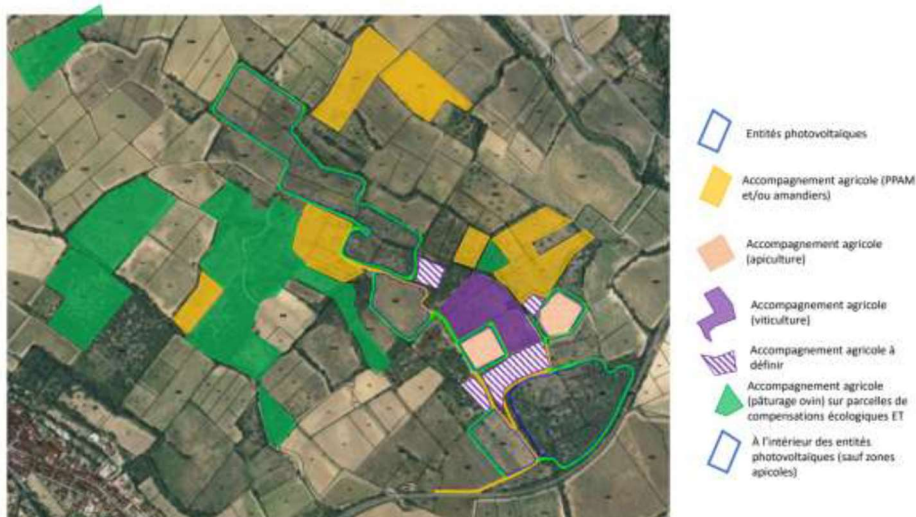 Entités photovoltaïques
Accompagnement agricole (PPAM
et/ou amandiers)
Accompagnement agricole
(apiculture)
Accompagnement agricole
(viticulture)
Accompagnement agricole à
définir
Accompagnement agricole
(pâturage ovin) sur parcelles de
compensations écologiques ET
À l'intérieur des entités
photovoltaïques (sauf zones
apicoles)